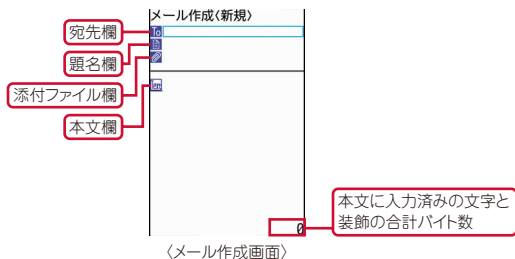 メール作成〈新規〉
宛先欄
To
題名欄
添付ファイル欄
本文欄
本文に入力済みの文字と
装飾の合計バイト数
0
〈メール作成画面〉